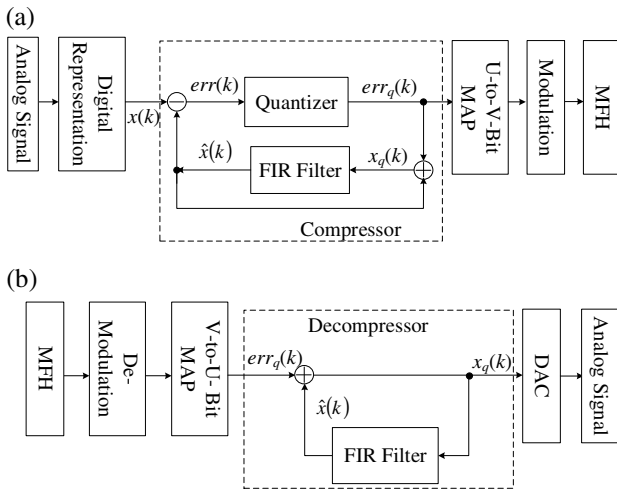 (a)
Analog Signal
Digital
Representation
x(k)
err(k)
Quantizer
err_q(k)
x̂(k)
FIR Filter
x_q(k)
Compressor
U-to-V-Bit
MAP
Modulation
MFH
(b)
MFH
De-
Modulation
V-to-U- Bit
MAP
err_q(k)
Decompressor
x̂(k)
FIR Filter
x_q(k)
DAC
Analog Signal